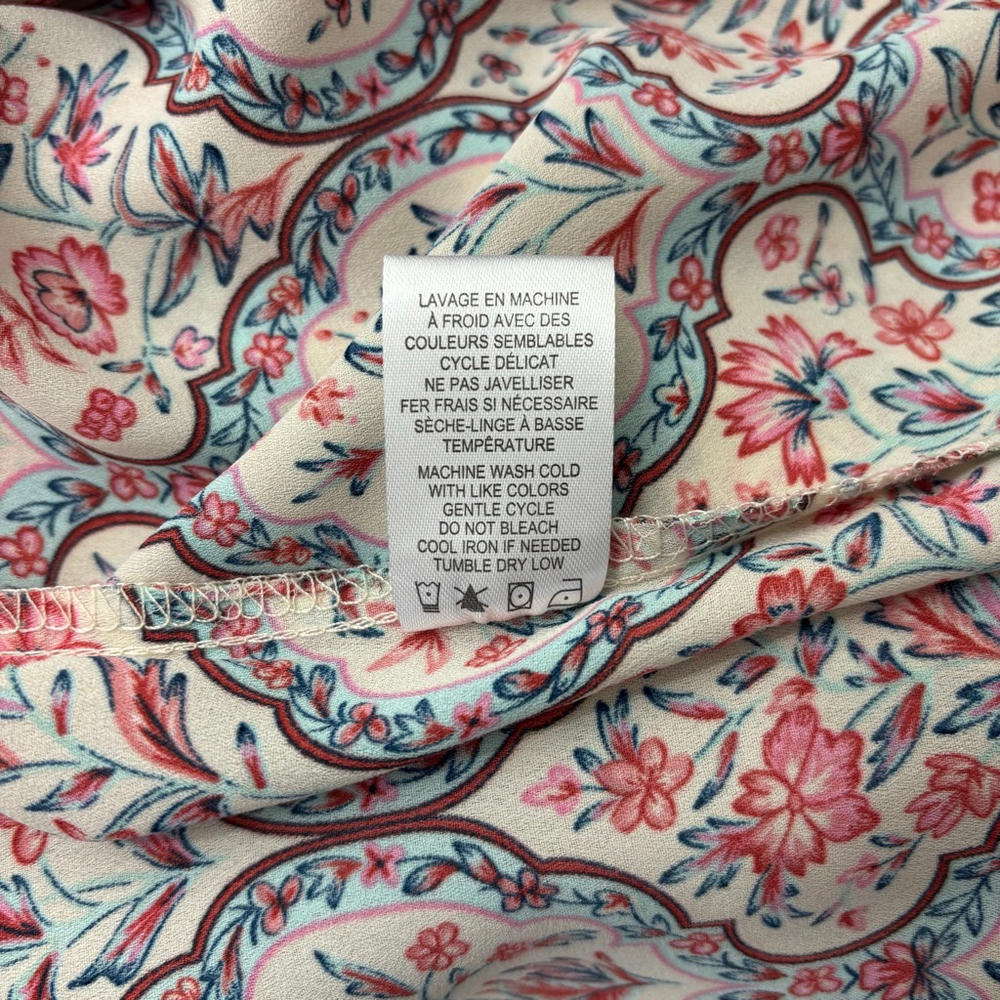 LAVAGE EN MACHINE
À FROID AVEC DES
COULEURS SEMBLABLES
CYCLE DÉLICAT
NE PAS JAVELLISER
FER FRAIS SI NÉCESSAIRE
SÈCHE-LINGE À BASSE
TEMPÉRATURE
MACHINE WASH COLD
WITH LIKE COLORS
GENTLE CYCLE
DO NOT BLEACH
COOL IRON IF NEEDED
TUMBLE DRY LOW